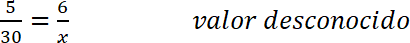 5/30 = 6/x valor desconocido